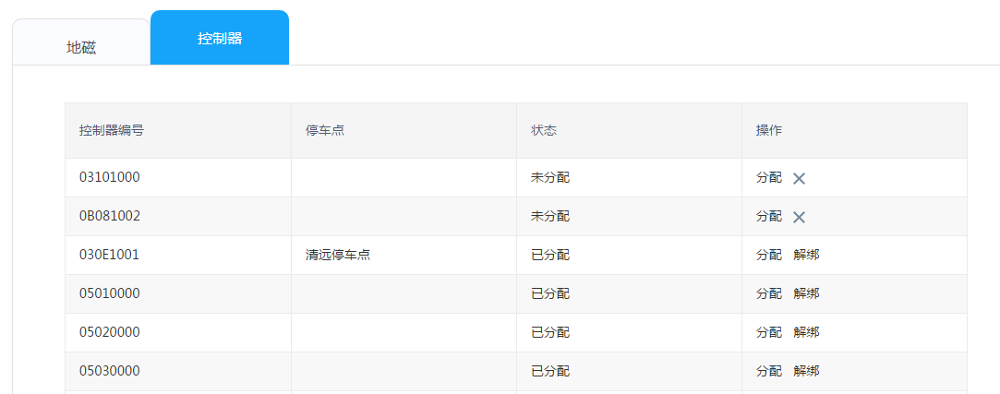 地磁
控制器
控制器编号 停车点 状态 操作
03101000 未分配 分配
0B081002 未分配 分配
030E1001 清远停车点 已分配 分配 解绑
05010000 已分配 分配 解绑
05020000 已分配 分配 解绑
05030000 已分配 分配 解绑